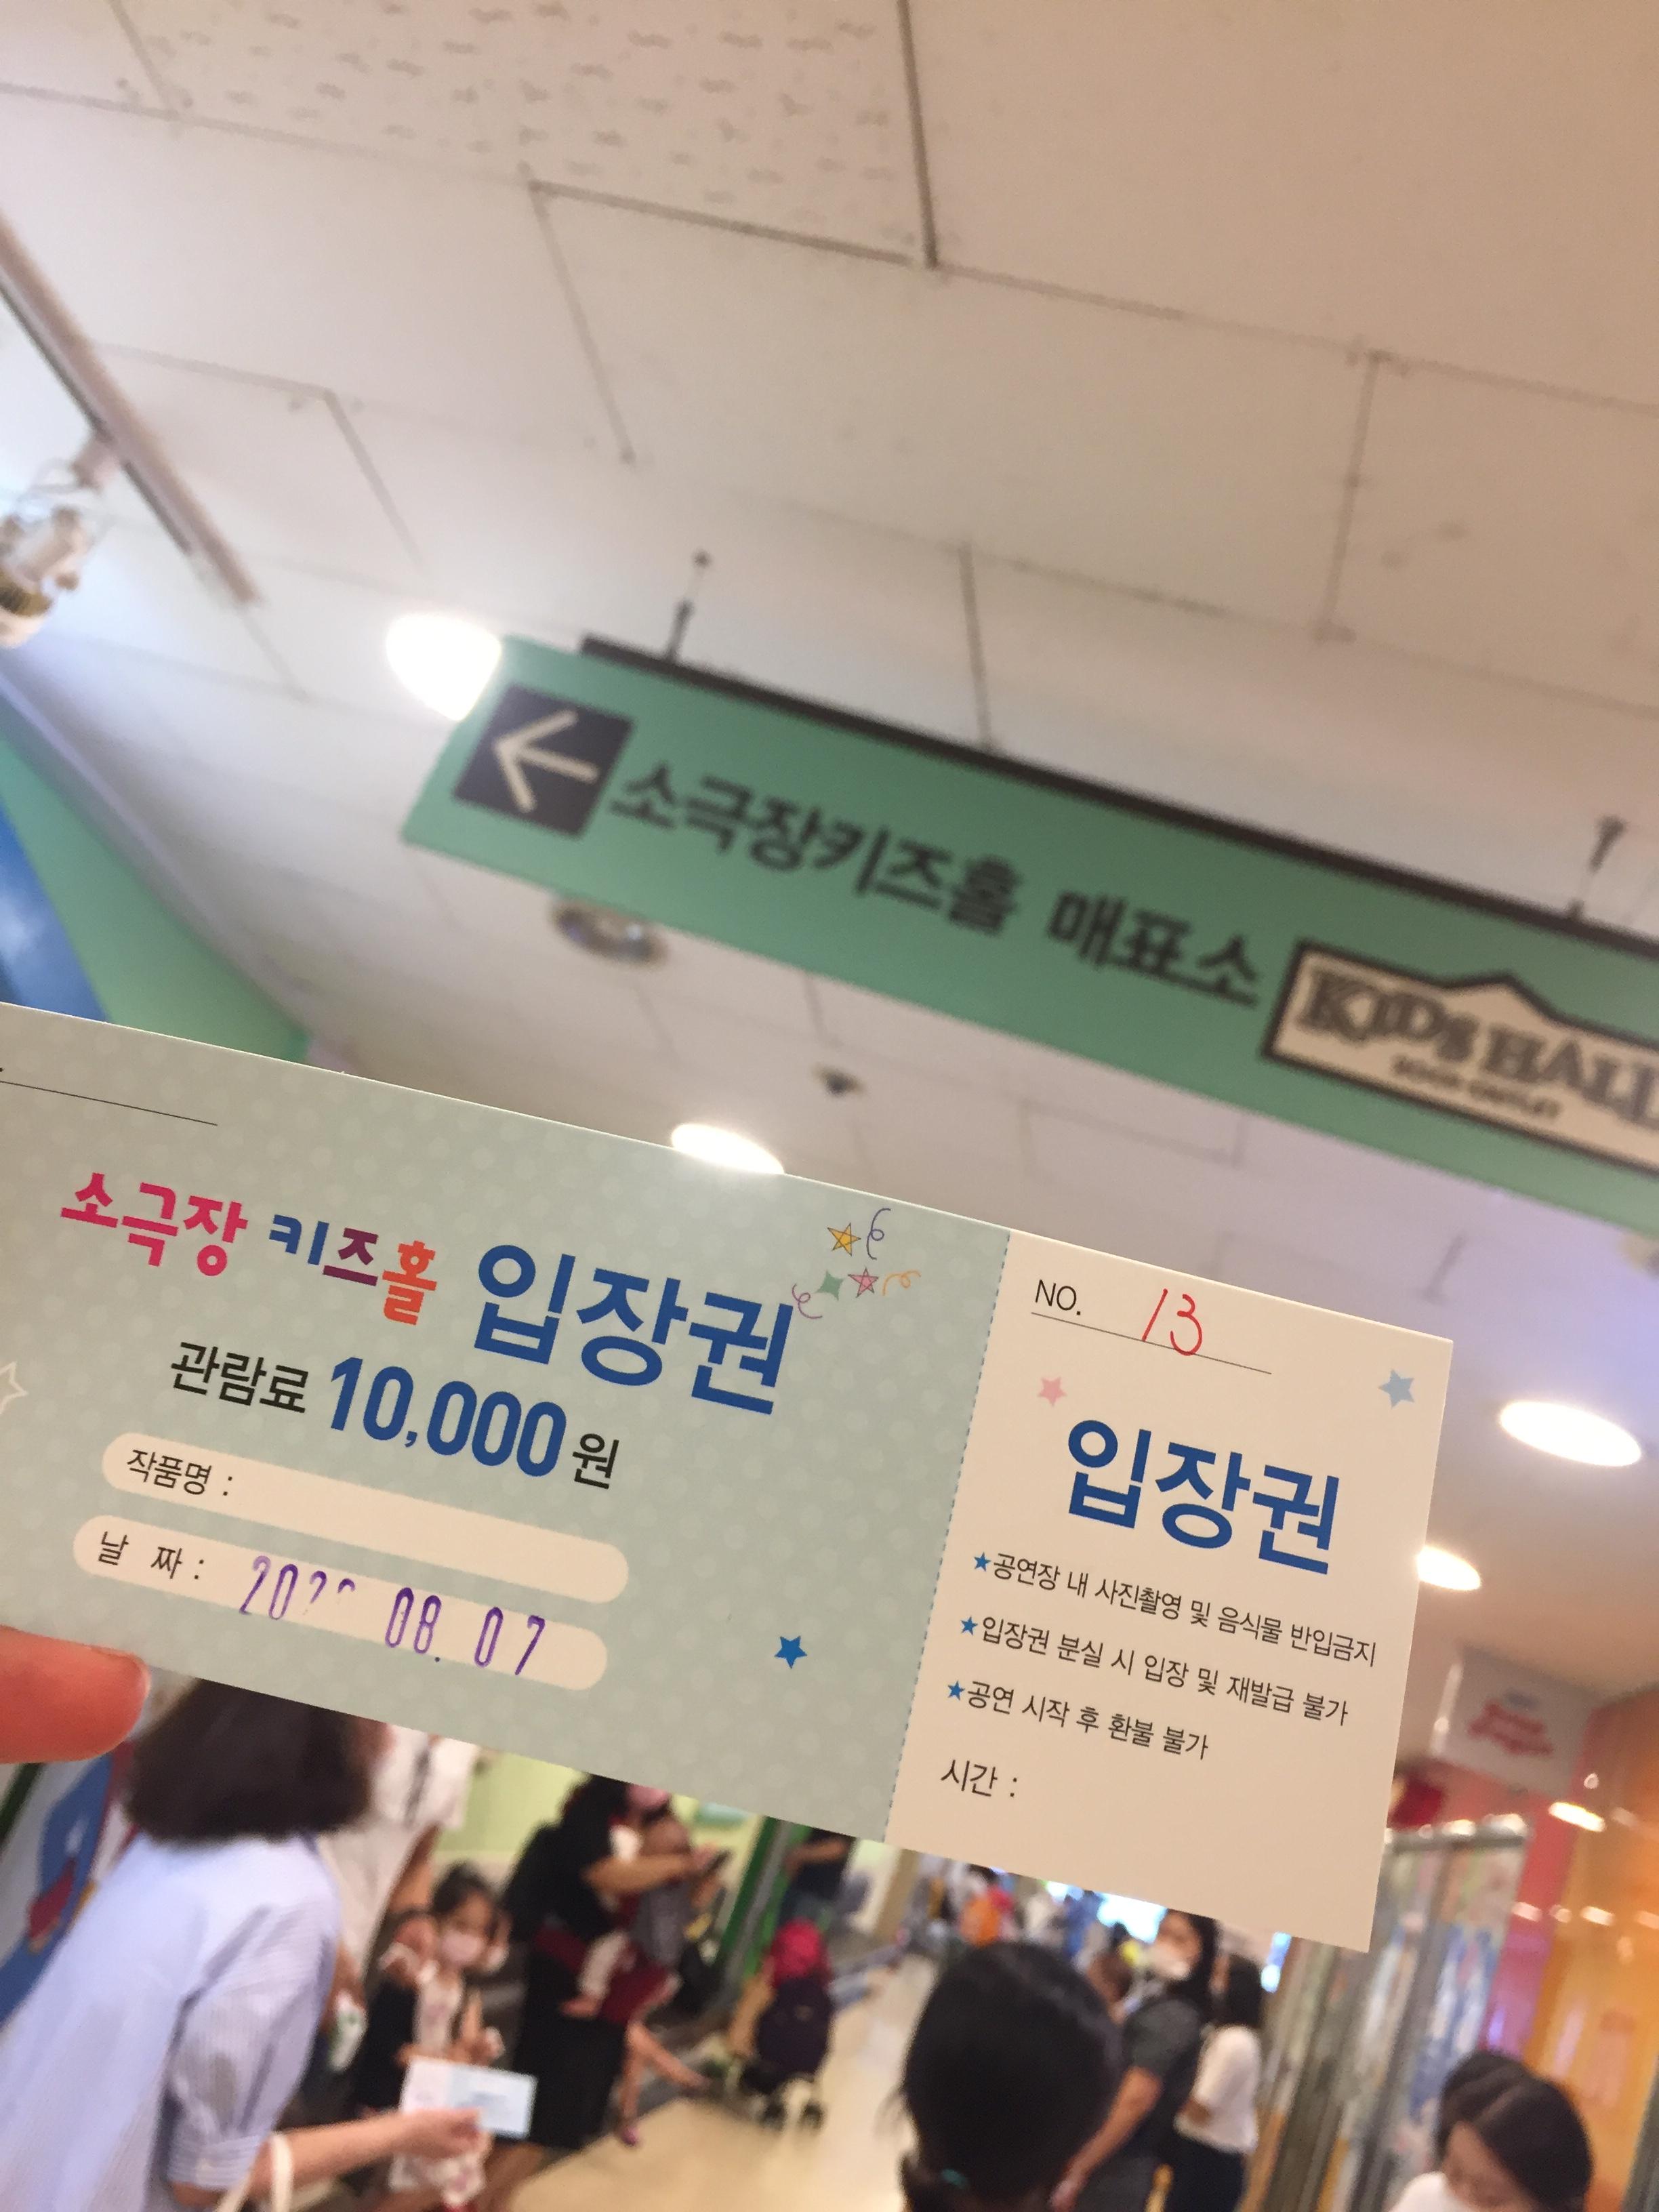 소극장키즈홀 매표소
KIDS HALL
소극장 키즈홀 입장권
관람료 10,000원
작품명 :
날 짜 : 08. 07
NO. 13
입장권
★공연장 내 사진촬영 및 음식물 반입금지
★입장권 분실 시 입장 및 재발급 불가
★공연 시작 후 환불 불가
시간 :